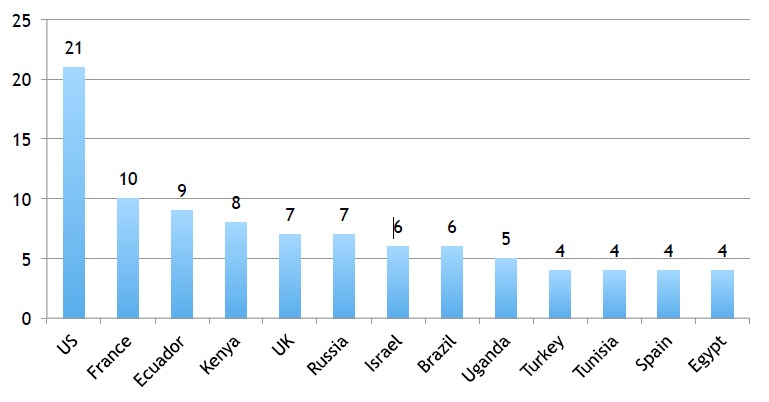 25
20
15
10
5
0
21
10
9
8
7
7
6
6
5
4
4
4
4
US
France
Ecuador
Kenya
UK
Russia
Israel
Brazil
Uganda
Turkey
Tunisia
Spain
Egypt